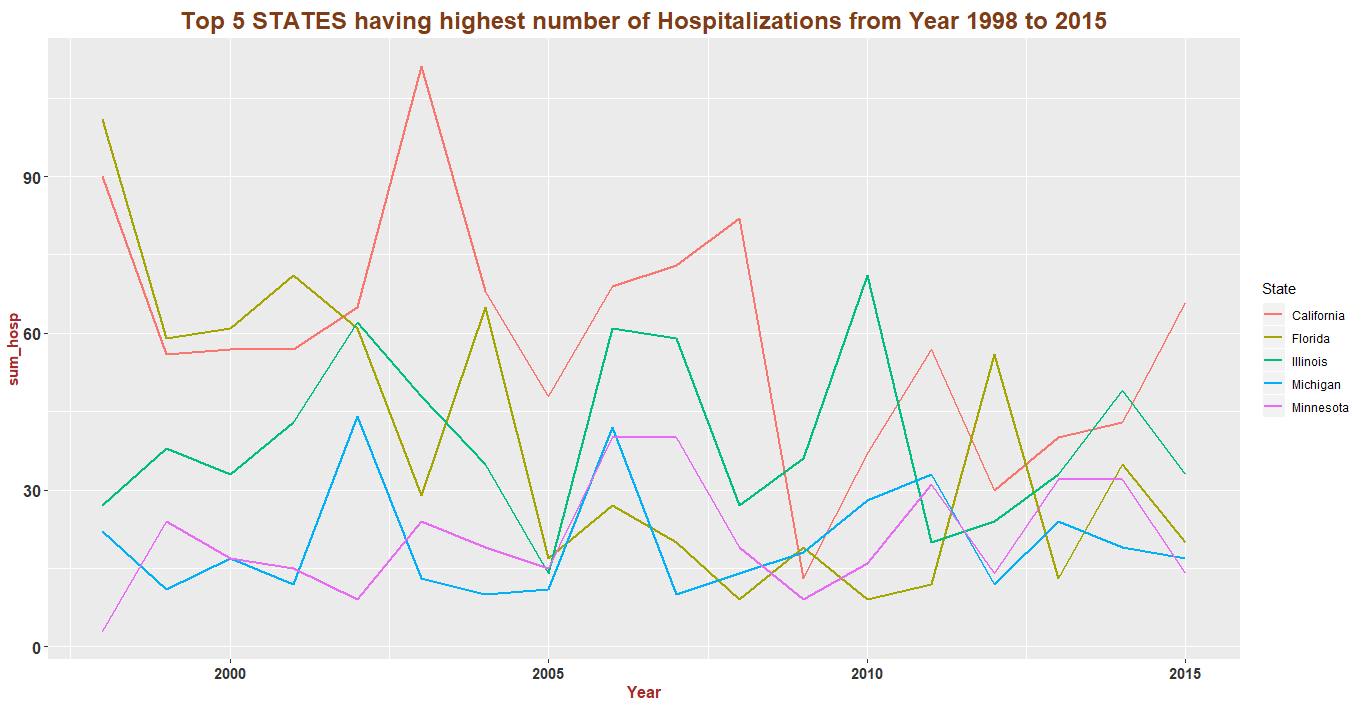 Top 5 STATES having highest number of Hospitalizations from Year 1998 to 2015
sum_hosp
90
60
30
0
2000 2005 2010 2015
Year
State
California
Florida
Illinois
Michigan
Minnesota